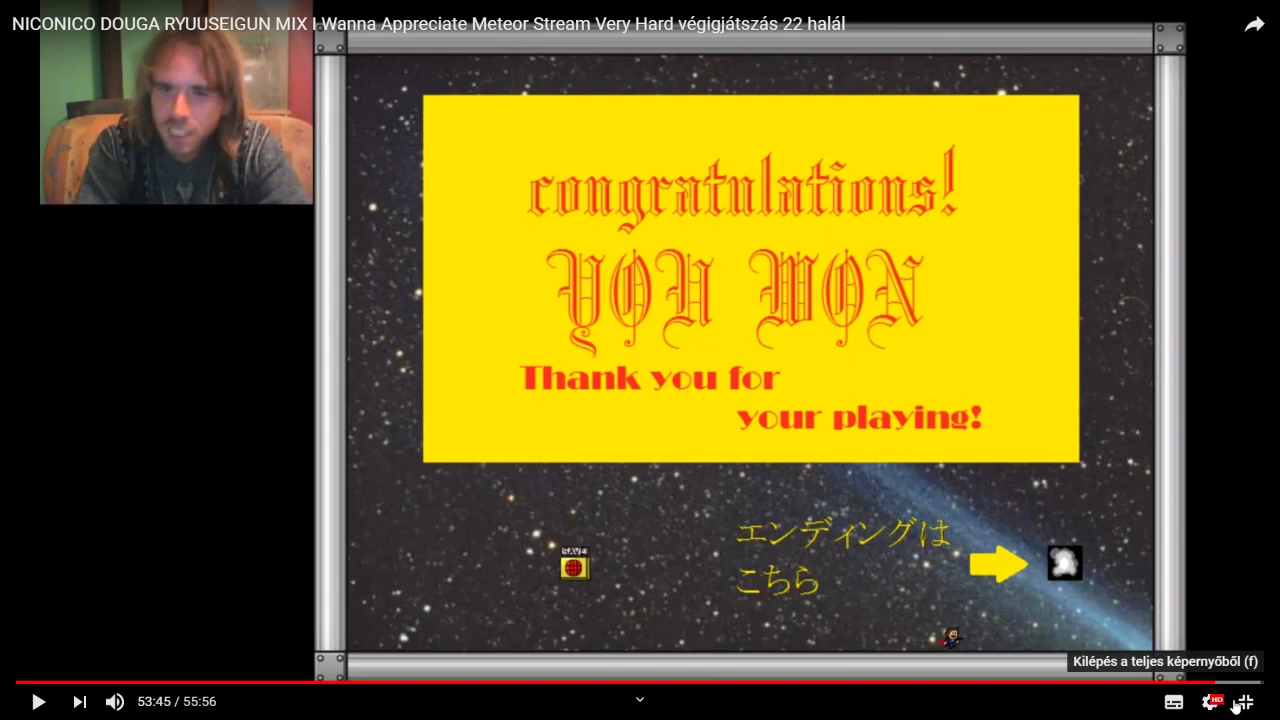 NICONICO DOUGA RYUUSEIGUN MIX I Wanna Appreciate Meteor Stream Very Hard végigjátszás 22 halál
congratulations!
YOU WON
Thank you for
your playing!
SAVE
エンディングは
こちら
Kilépés a teljes képernyőből (f)
53:45 / 55:56
HD